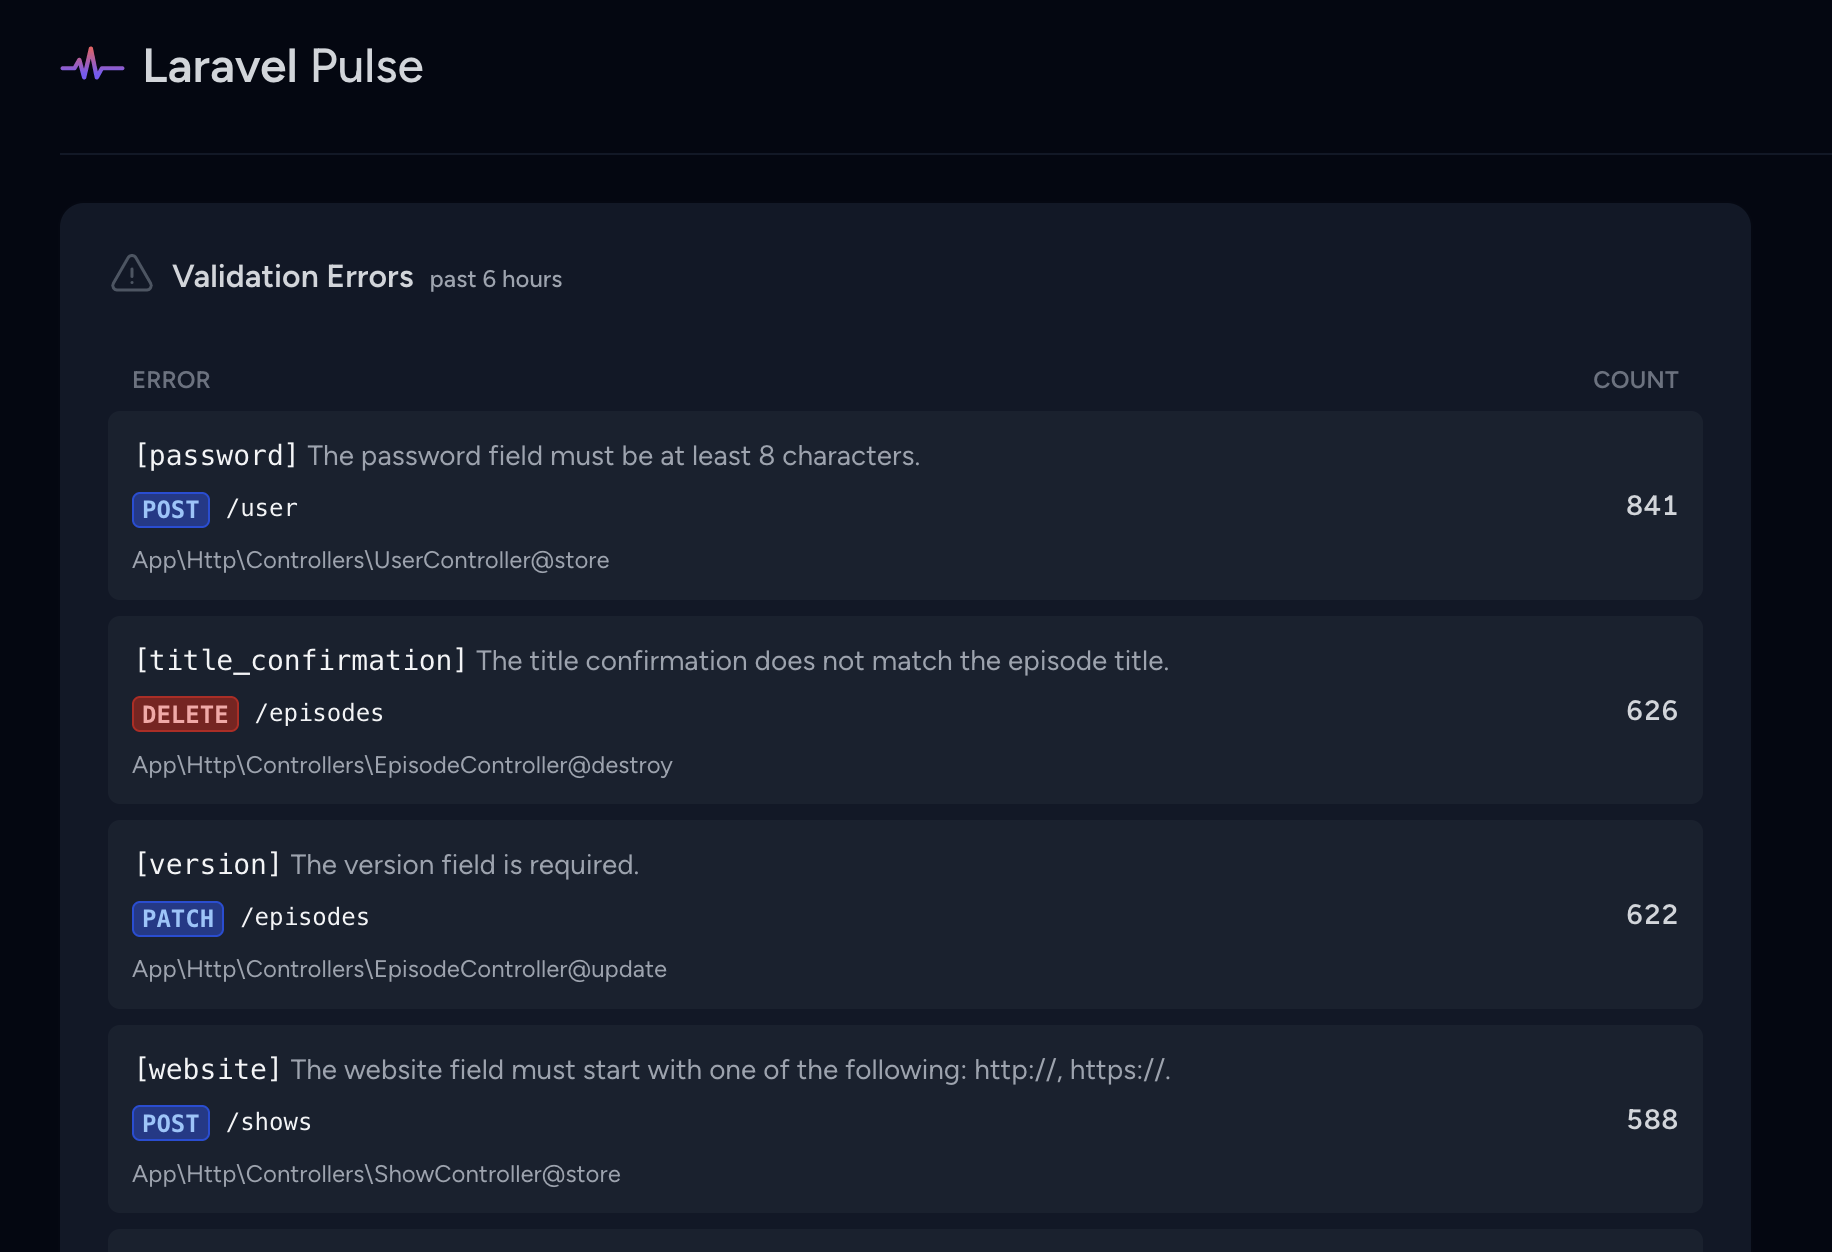 Laravel Pulse
Validation Errors past 6 hours
ERROR COUNT
[password] The password field must be at least 8 characters.
POST /user
841
App\Http\Controllers\UserController@store
[title_confirmation] The title confirmation does not match the episode title.
DELETE /episodes
626
App\Http\Controllers\EpisodeController@destroy
[version] The version field is required.
PATCH /episodes
622
App\Http\Controllers\EpisodeController@update
[website] The website field must start with one of the following: http://, https://.
POST /shows
588
App\Http\Controllers\ShowController@store